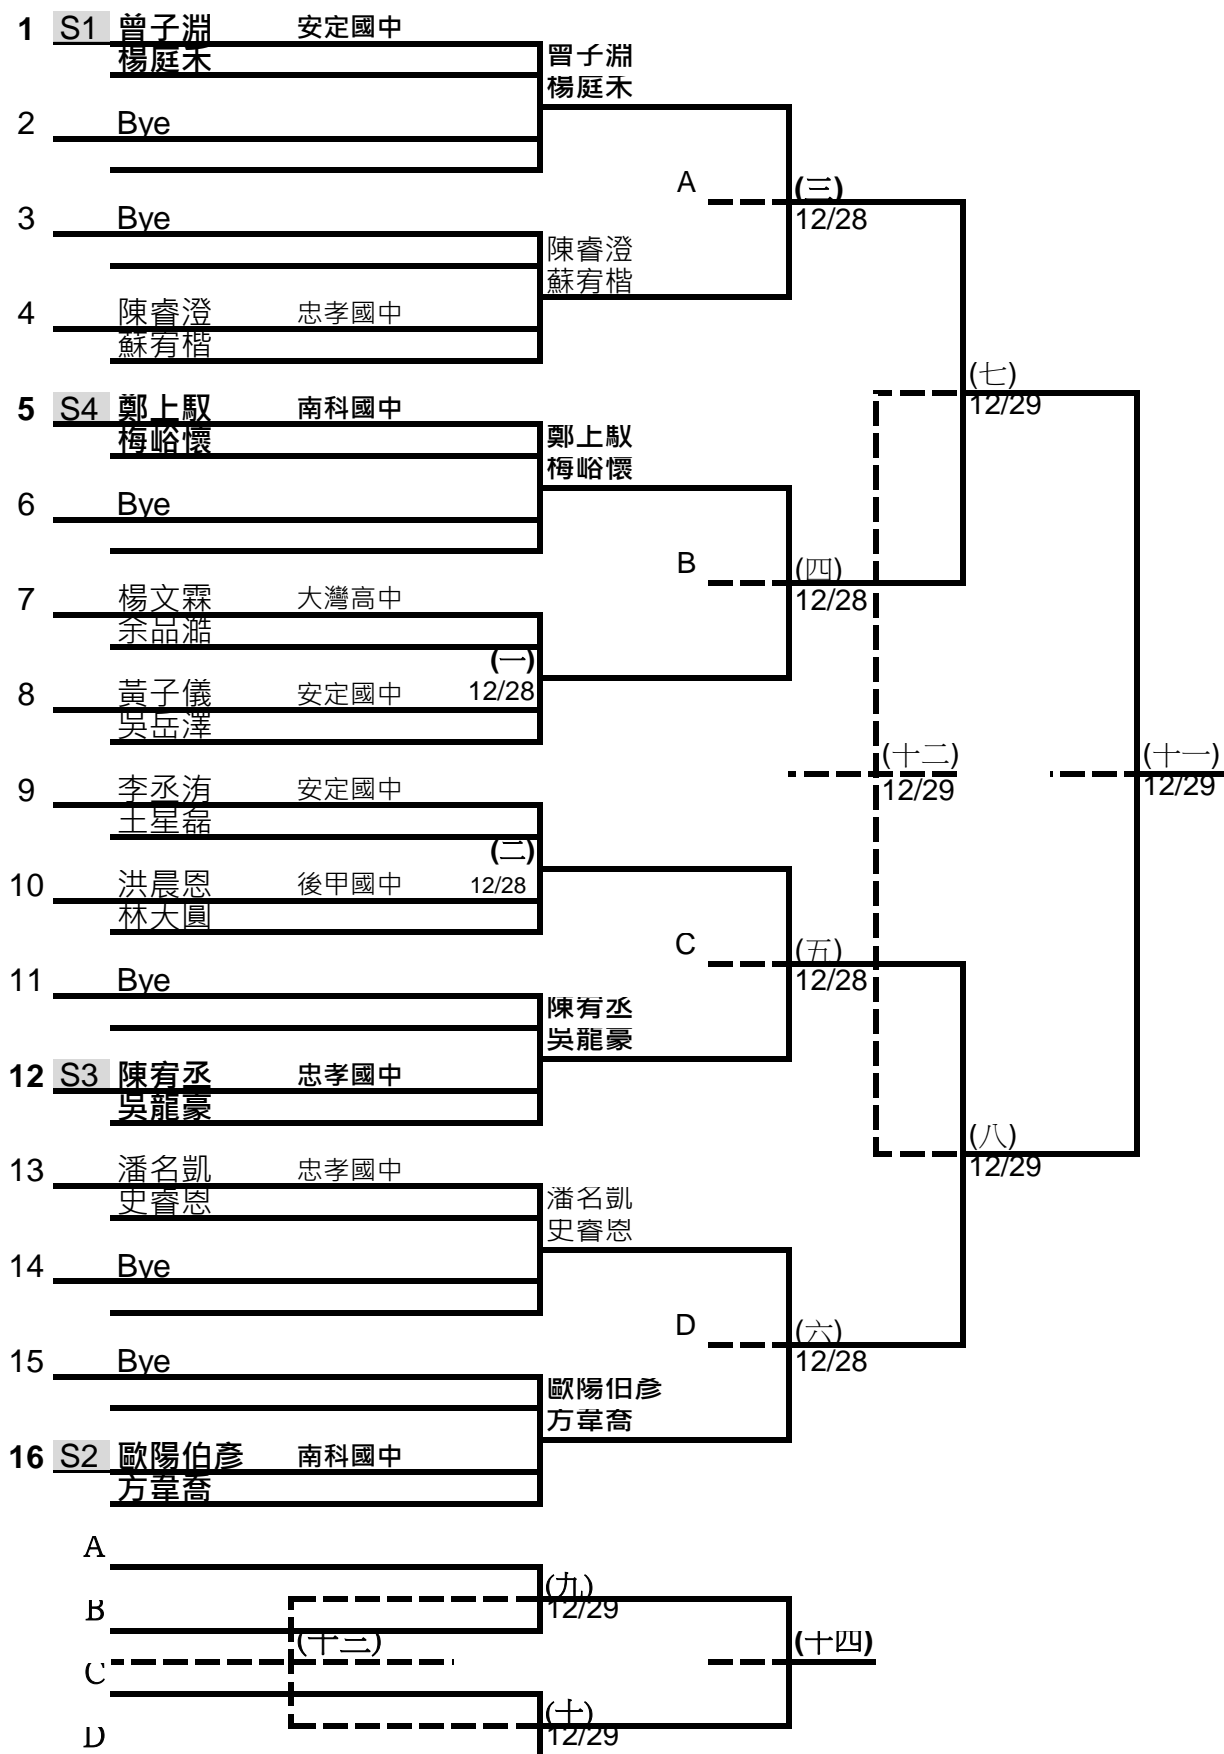 1 S1 曾子淵 安定國中
楊庭禾
曾子淵
楊庭禾
2 Bye
A (三)
12/28
3 Bye
陳睿澄
蘇宥楷
4 陳睿澄 忠孝國中
蘇宥楷
(七)
12/29
5 S4 鄭上馭 南科國中
梅峪懷
鄭上馭
梅峪懷
6 Bye
B (四)
12/28
7 楊文霖 大灣高中
余品澔
(一)
12/28
8 黃子儀 安定國中
吳岳澤
(十二)
12/29
(十一)
12/29
9 李丞洧 安定國中
王星磊
(二)
12/28
10 洪晨恩 後甲國中
林大圓
C (五)
12/28
11 Bye
陳宥丞
吳龍豪
12 S3 陳宥丞 忠孝國中
吳龍豪
(八)
12/29
13 潘名凱 忠孝國中
史睿恩
潘名凱
史睿恩
14 Bye
D (六)
12/28
15 Bye
歐陽伯彥
方韋喬
16 S2 歐陽伯彥 南科國中
方韋喬
A
(九)
12/29
B
(十三)
(十四)
C
(十)
12/29
D